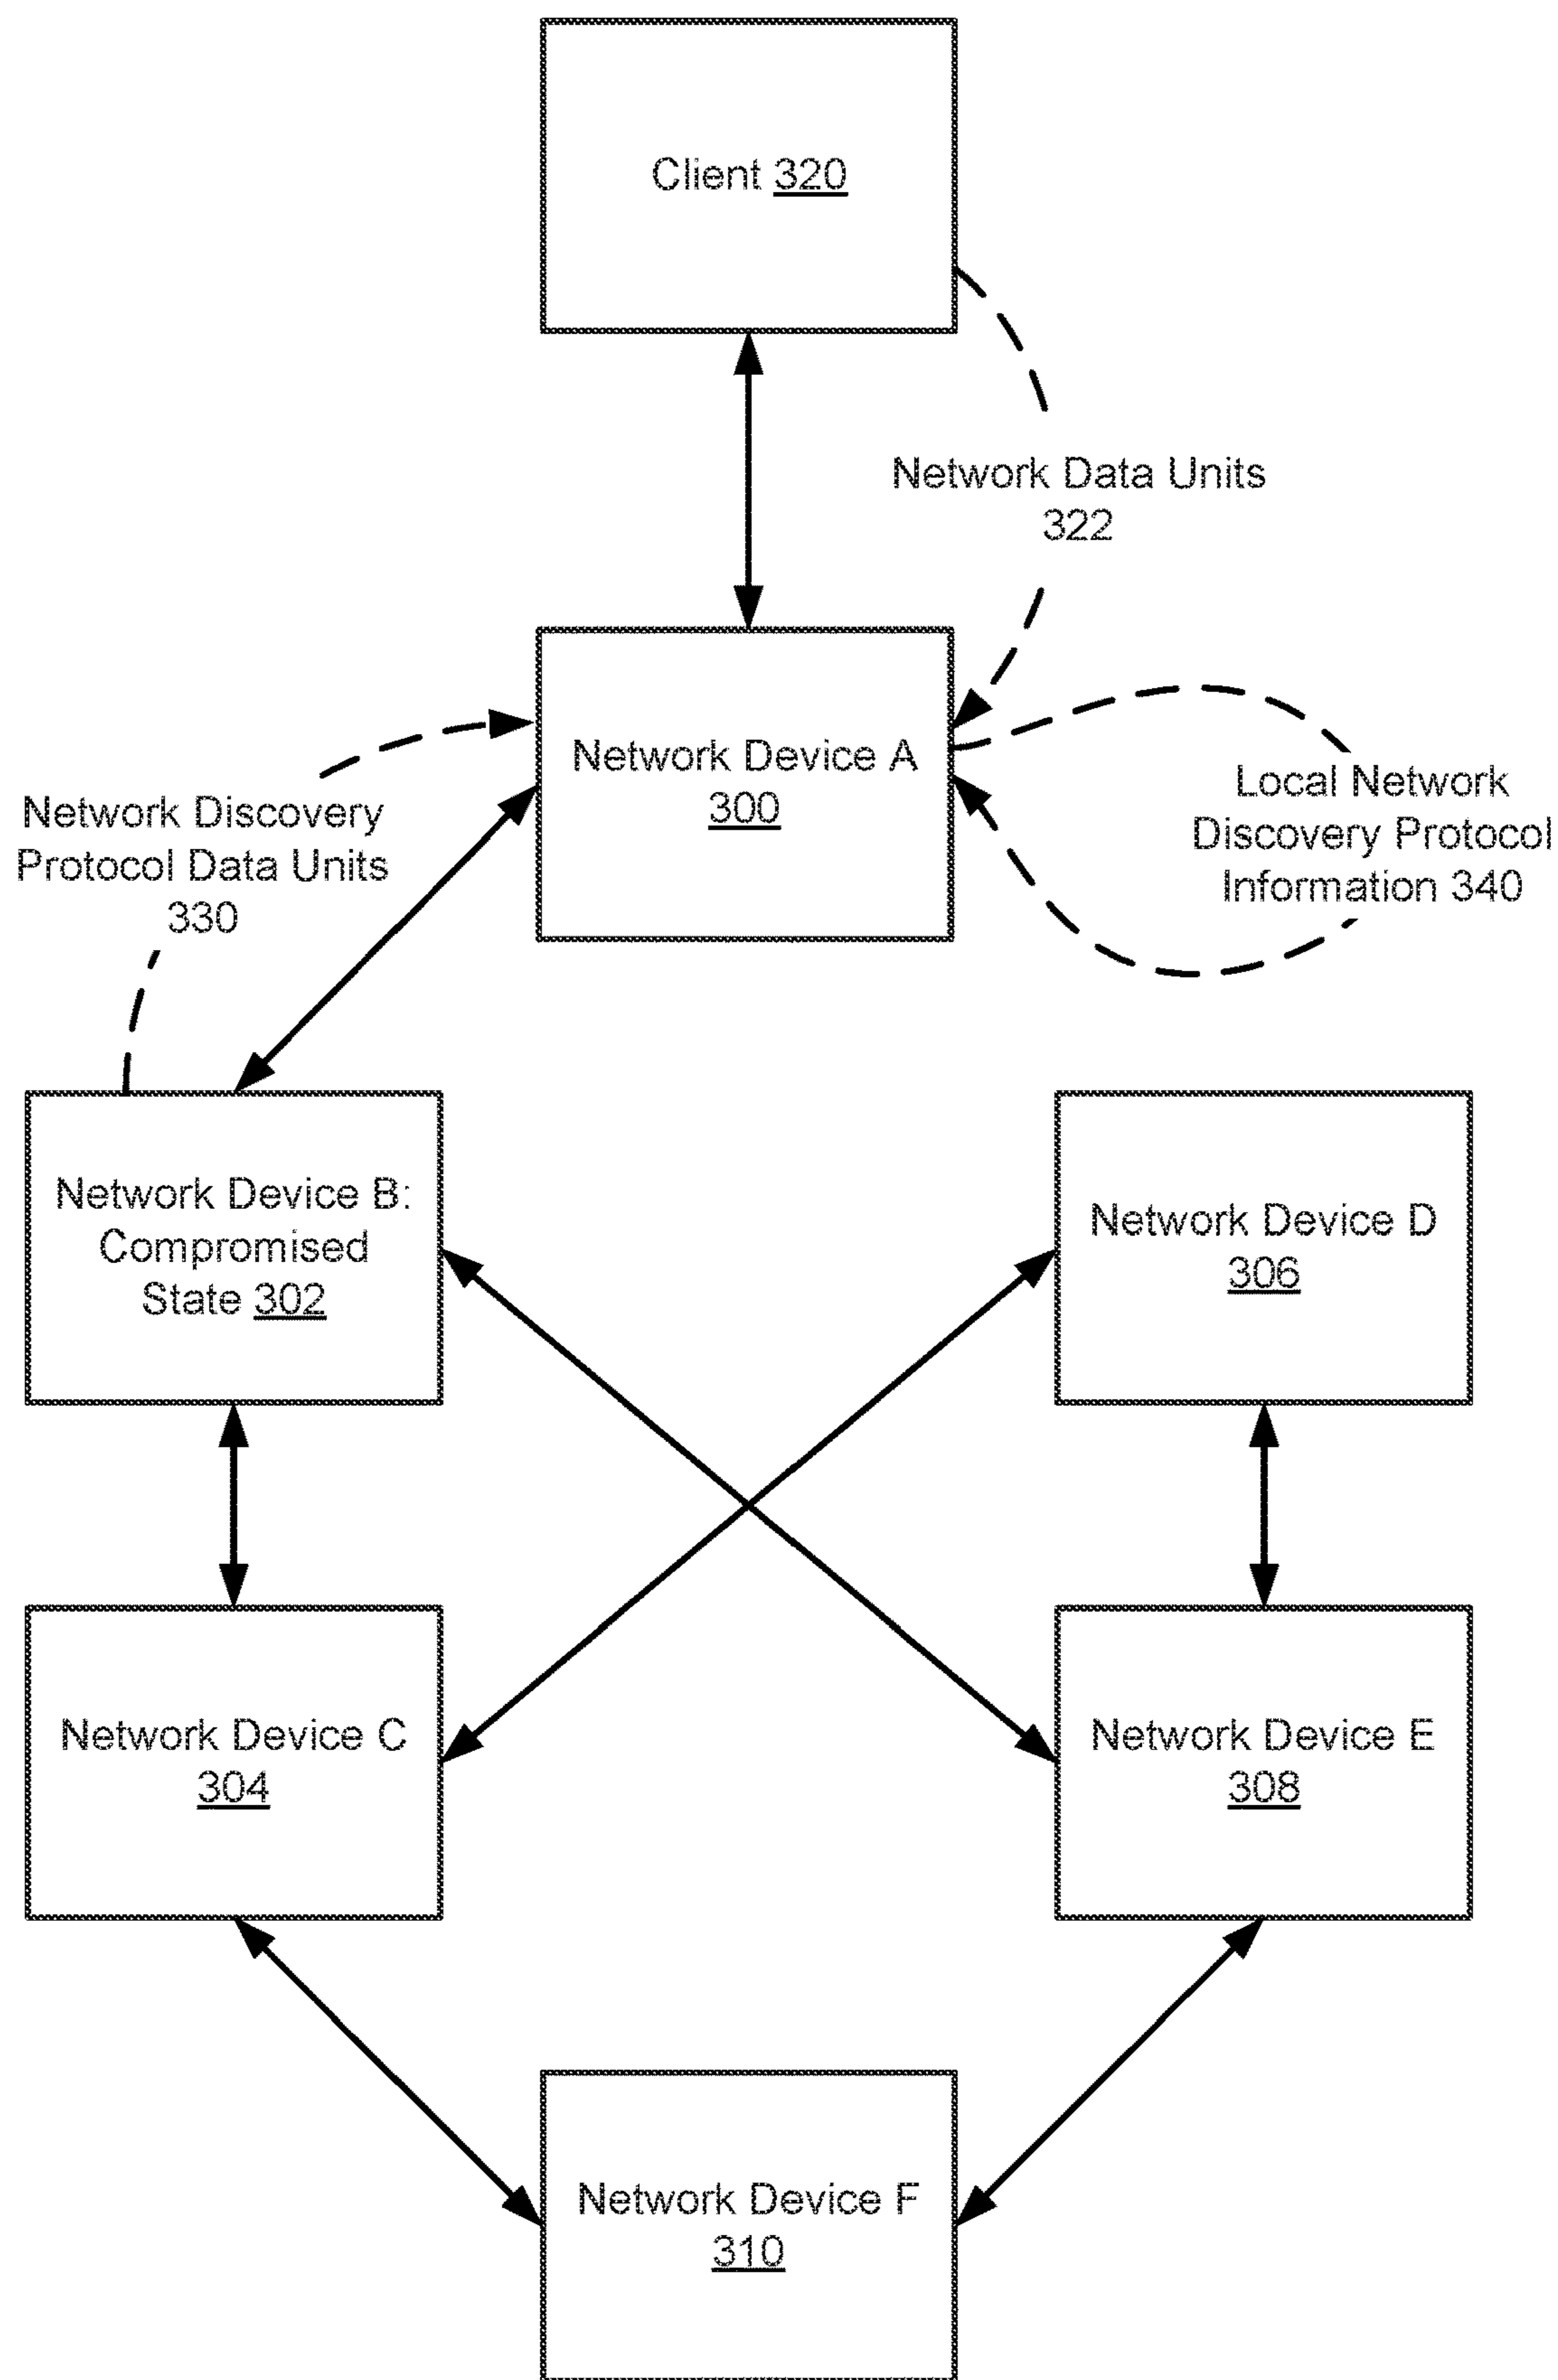 Client 320
Network Data Units
322
Network Device A
300
Local Network
Discovery Protocol
Information 340
Network Discovery
Protocol Data Units
330
Network Device B:
Compromised
State 302
Network Device D
306
Network Device C
304
Network Device E
308
Network Device F
310